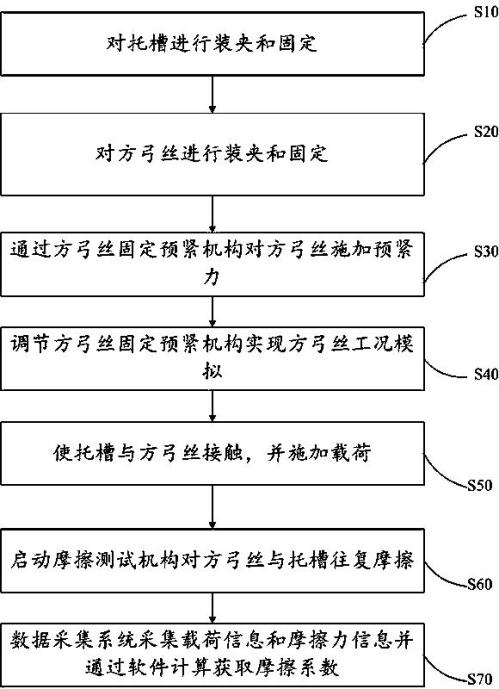 S10
对托槽进行装夹和固定
S20
对方弓丝进行装夹和固定
通过方弓丝固定预紧机构对方弓丝施加预紧
力
S30
调节方弓丝固定预紧机构实现方弓丝工况模
拟
S40
使托槽与方弓丝接触，并施加载荷
S50
启动摩擦测试机构对方弓丝与托槽往复摩擦
S60
数据采集系统采集载荷信息和摩擦力信息并
通过软件计算获取摩擦系数
S70